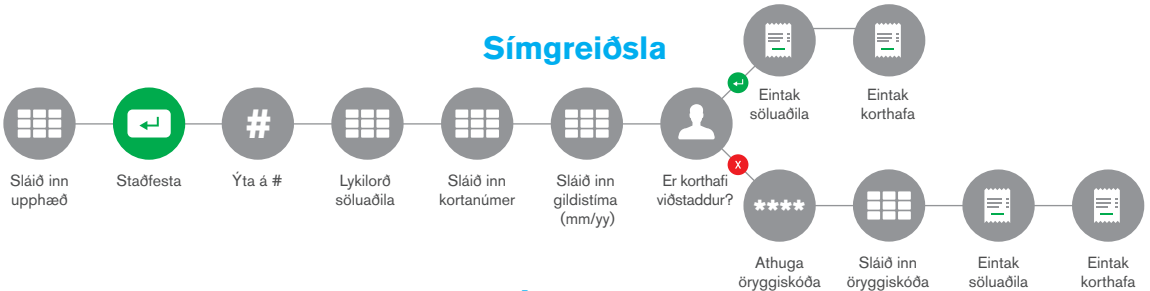 Símgreiðsla
Eintak
söluaðila
Eintak
korthafa
#
Sláið inn
upphæð
Staðfesta
Ýta á #
Lykilorð
söluaðila
Sláið inn
kortanúmer
Sláið inn
gildistíma
(mm/yy)
Er korthafi
viðstaddur?
X
****
Athuga
öryggiskóða
Sláið inn
öryggiskóða
Eintak
söluaðila
Eintak
korthafa